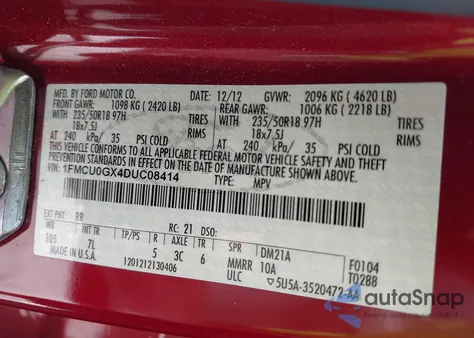 MFD. BY FORD MOTOR CO. DATE: 12/12 GVWR: 2096 KG ( 4620 LB)
FRONT GAWR: 1098 KG ( 2420 LB) REAR GAWR: 1006 KG ( 2218 LB)
WITH 235/50R18 97H TIRES WITH 235/50R18 97H TIRES
18x7.5J RIMS 18x7.5J RIMS
AT 240 kPa/ 35 PSI COLD AT 240 kPa/ 35 PSI COLD
THIS VEHICLE CONFORMS TO ALL APPLICABLE FEDERAL MOTOR VEHICLE SAFETY AND BUMPER
AND THEFT PREVENTION STANDARDS IN EFFECT ON THE DATE OF MANUFACTURE SHOWN ABOVE.
VIN: 1FMCU0GX4DUC08414 TYPE: MPV
EXT PNT: RR RC: 21 DSO: F0104
105 7L TP/PS R AXLE TR SPR DM21A T0288
5 3C 6 MMRR 10A
MADE IN U.S.A. 1201212130406 ULC 5U5A-3520472-AA
autoSnap